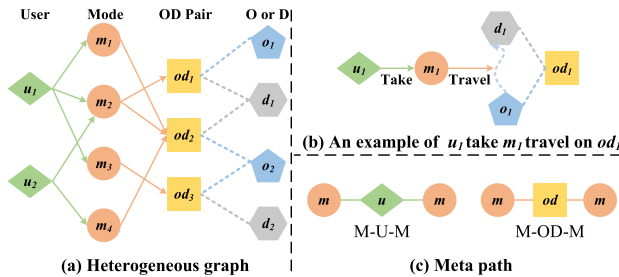 User Mode OD Pair O or D
u1 m1 m2 m3 m4 u2
od1 od2 od3
o1 d1 o2 d2
(a) Heterogeneous graph
u1 Take m1 Travel d1 o1 od1
(b) An example of u1 take m1 travel on od1
m u m
M-U-M
m od m
M-OD-M
(c) Meta path